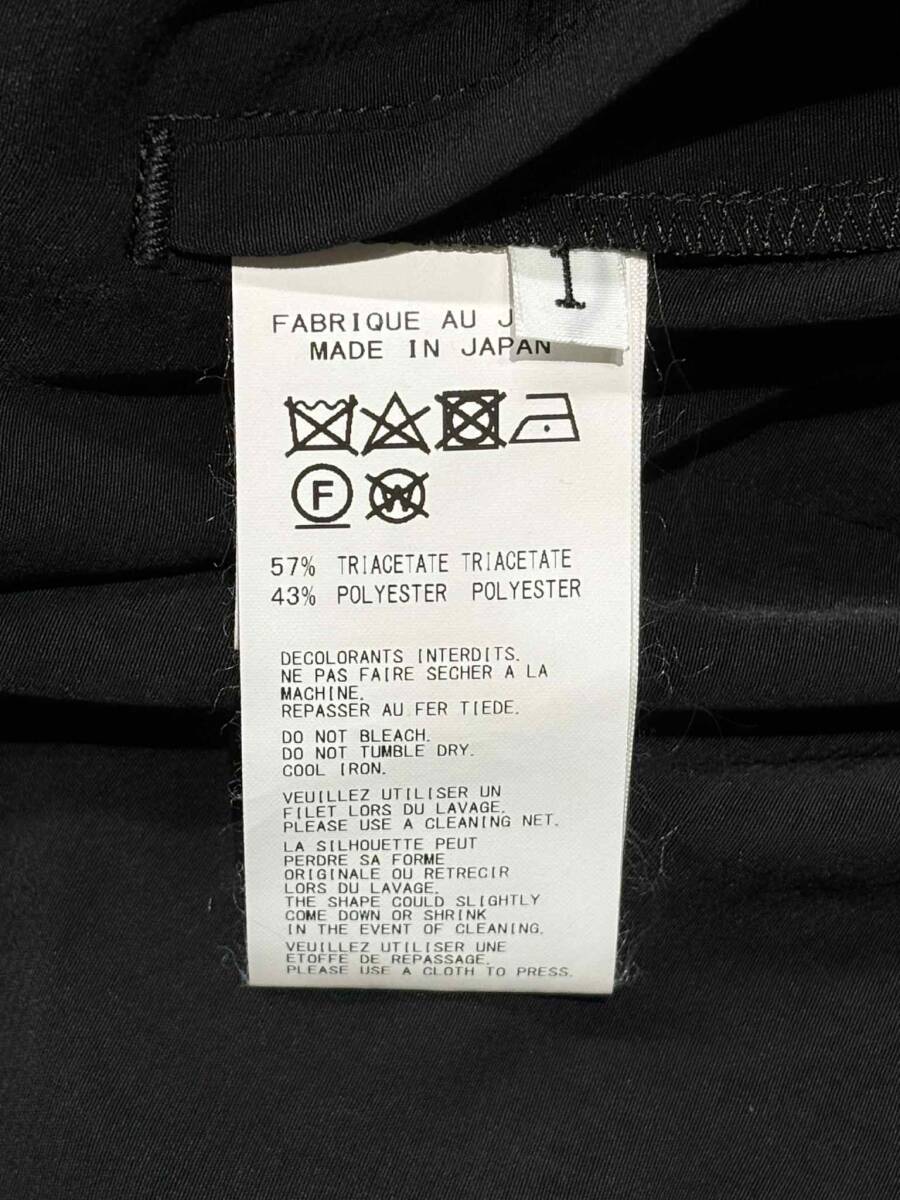 1
FABRIQUE AU J
MADE IN JAPAN
F
W
57% TRIACETATE TRIACETATE
43% POLYESTER POLYESTER
DECOLORANTS INTERDITS.
NE PAS FAIRE SECHER A LA
MACHINE.
REPASSER AU FER TIEDE.
DO NOT BLEACH.
DO NOT TUMBLE DRY.
COOL IRON.
VEUILLEZ UTILISER UN
FILET LORS DU LAVAGE.
PLEASE USE A CLEANING NET.
LA SILHOUETTE PEUT
PERDRE SA FORME
ORIGINALE OU RETRECIR
LORS DU LAVAGE.
THE SHAPE COULD SLIGHTLY
COME DOWN OR SHRINK
IN THE EVENT OF CLEANING.
VEUILLEZ UTILISER UNE
ETOFFE DE REPASSAGE.
PLEASE USE A CLOTH TO PRESS.